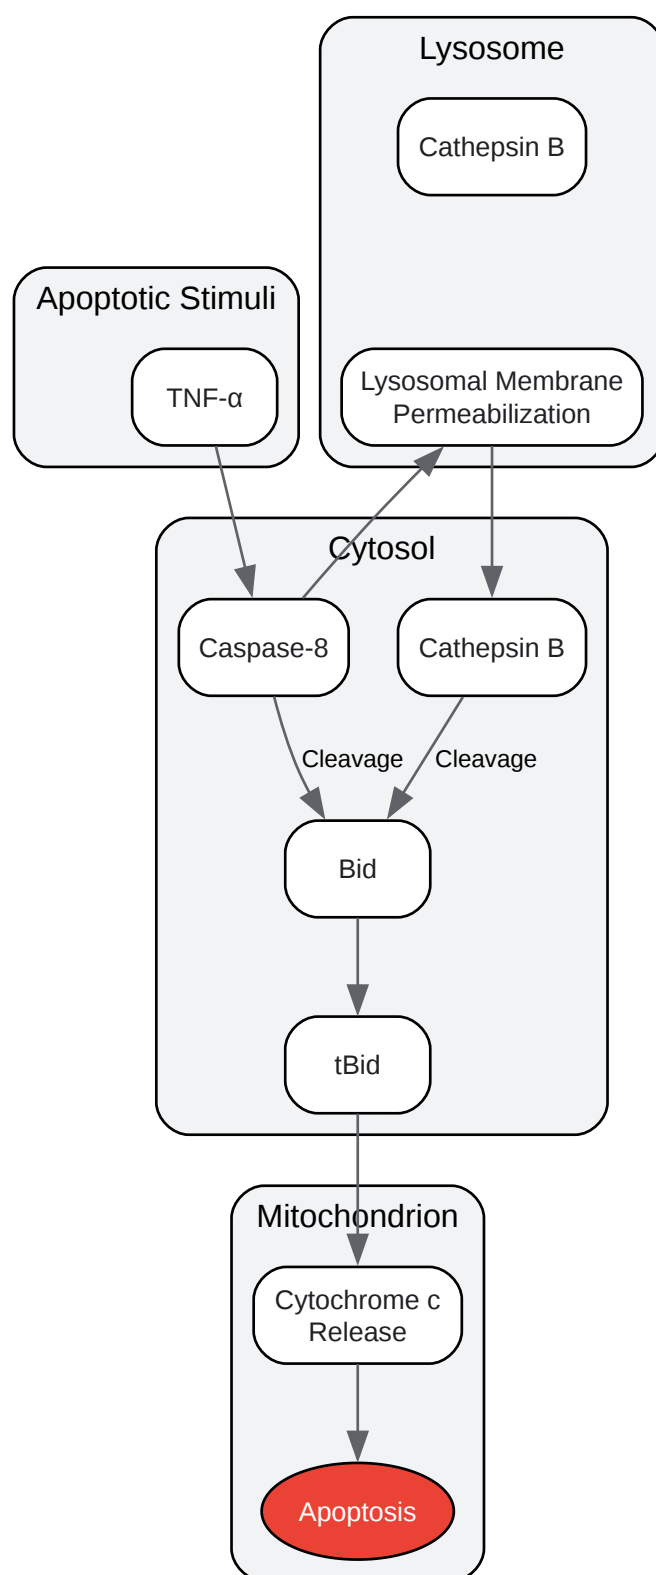 Lysosome
Cathepsin B
Apoptotic Stimuli
TNF-α
Lysosomal Membrane
Permeabilization
Cytosol
Caspase-8
Cathepsin B
Cleavage
Cleavage
Bid
tBid
Mitochondrion
Cytochrome c
Release
Apoptosis